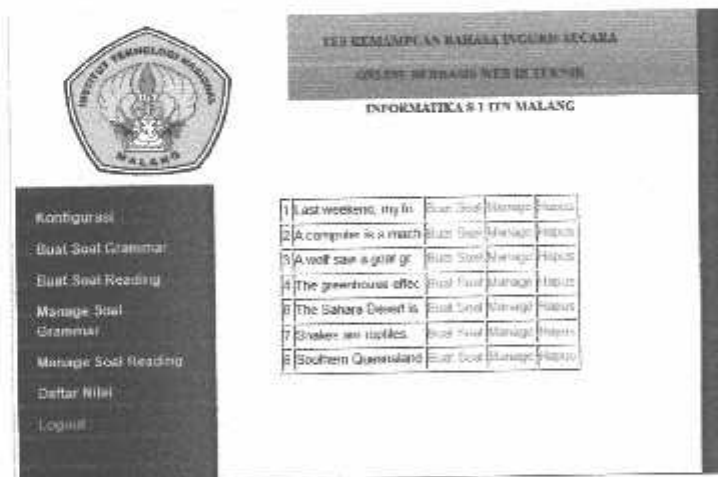 TES KEMAMPUAN BAHASA INGGRIS SECARA
ONLINE BERBASIS WEB DI TEKNIK
INFORMATIKA S-1 ITN MALANG
INSTITUT TEKNOLOGI NASIONAL
MALANG
Konfigurasi
Buat Soal Grammar
Buat Soal Reading
Manage Soal
Grammar
Manage Soal Reading
Daftar Nilai
Logout
1 Last weekend, my fri Buat Soal Manage Hapus
2 A computer is a mach Buat Soal Manage Hapus
3 A wolf saw a goat gr Buat Soal Manage Hapus
4 The greenhouse effec Buat Soal Manage Hapus
The Sahara Desert is Buat Soal Manage Hapus
7 Snakes are reptiles. Buat Soal Manage Hapus
Southern Queensland Buat Soal Manage Hapus